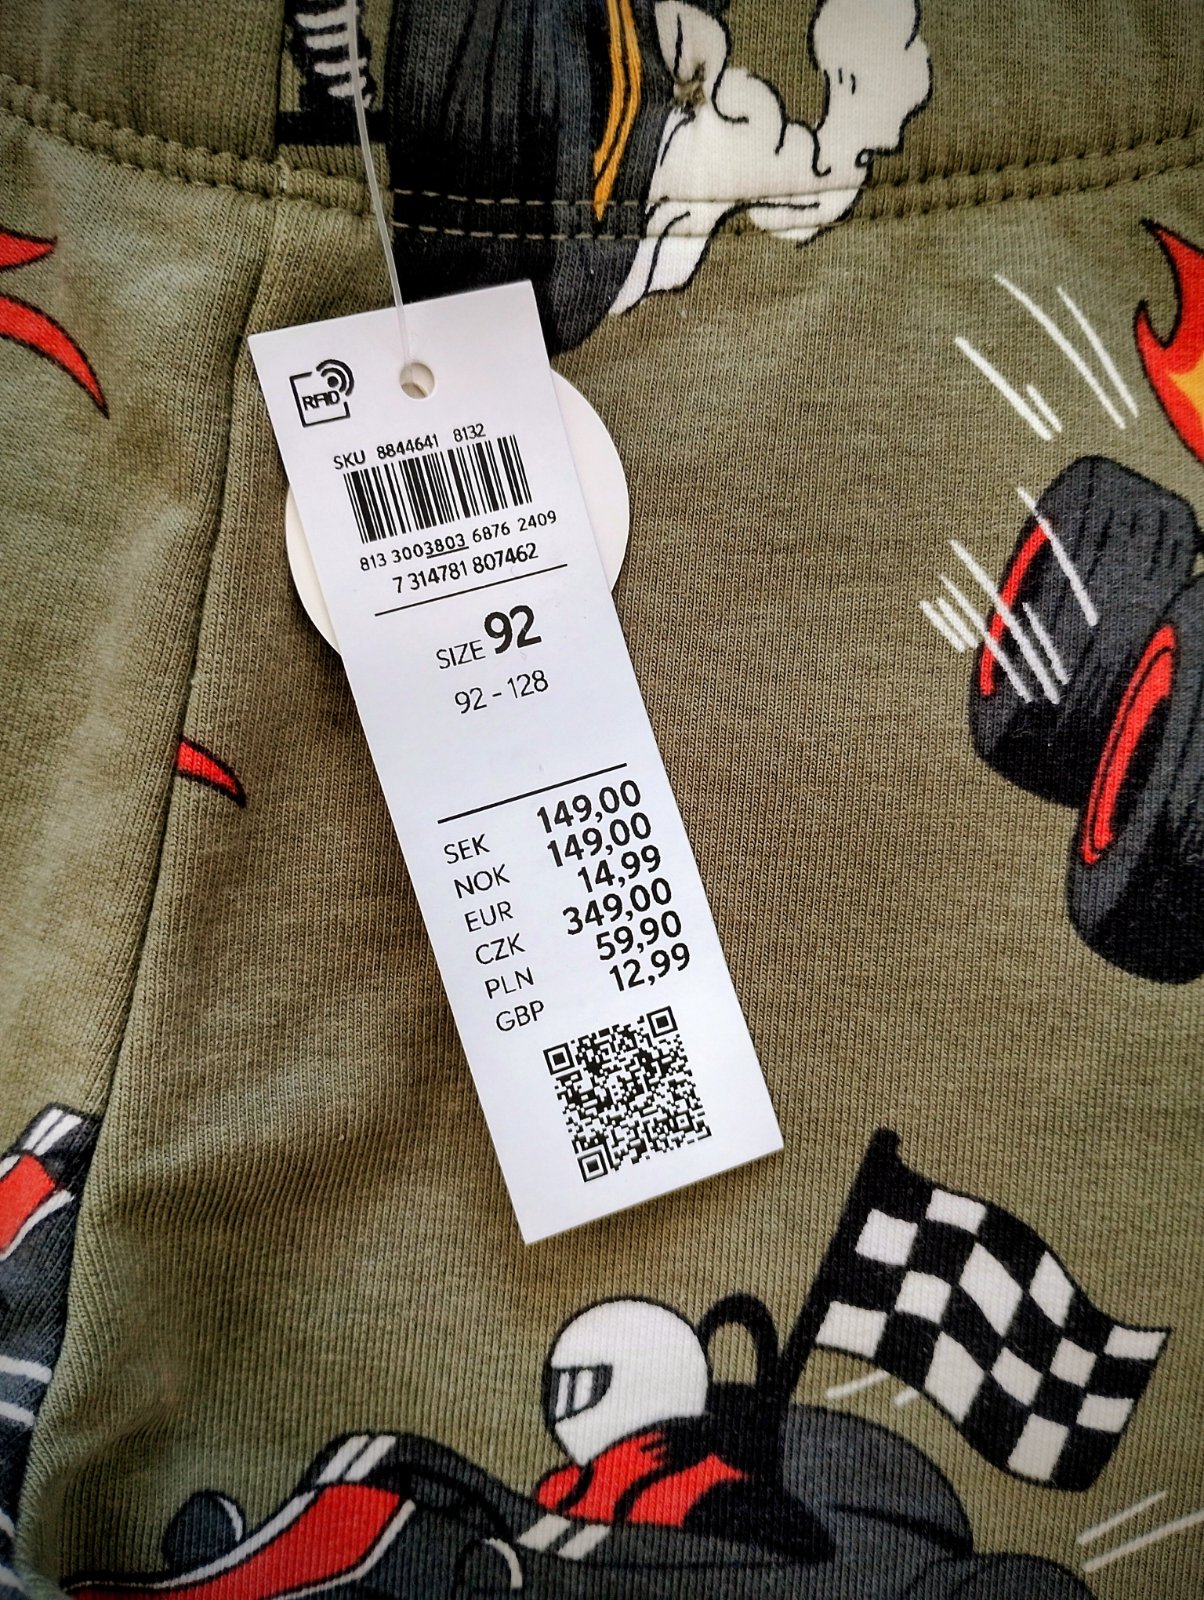 RFID
SKU 8844641 8132
813 3003803 6876 2409
7 314781 807462
SIZE 92
92 - 128
SEK 149,00
NOK 149,00
EUR 14,99
CZK 349,00
PLN 59,90
GBP 12,99